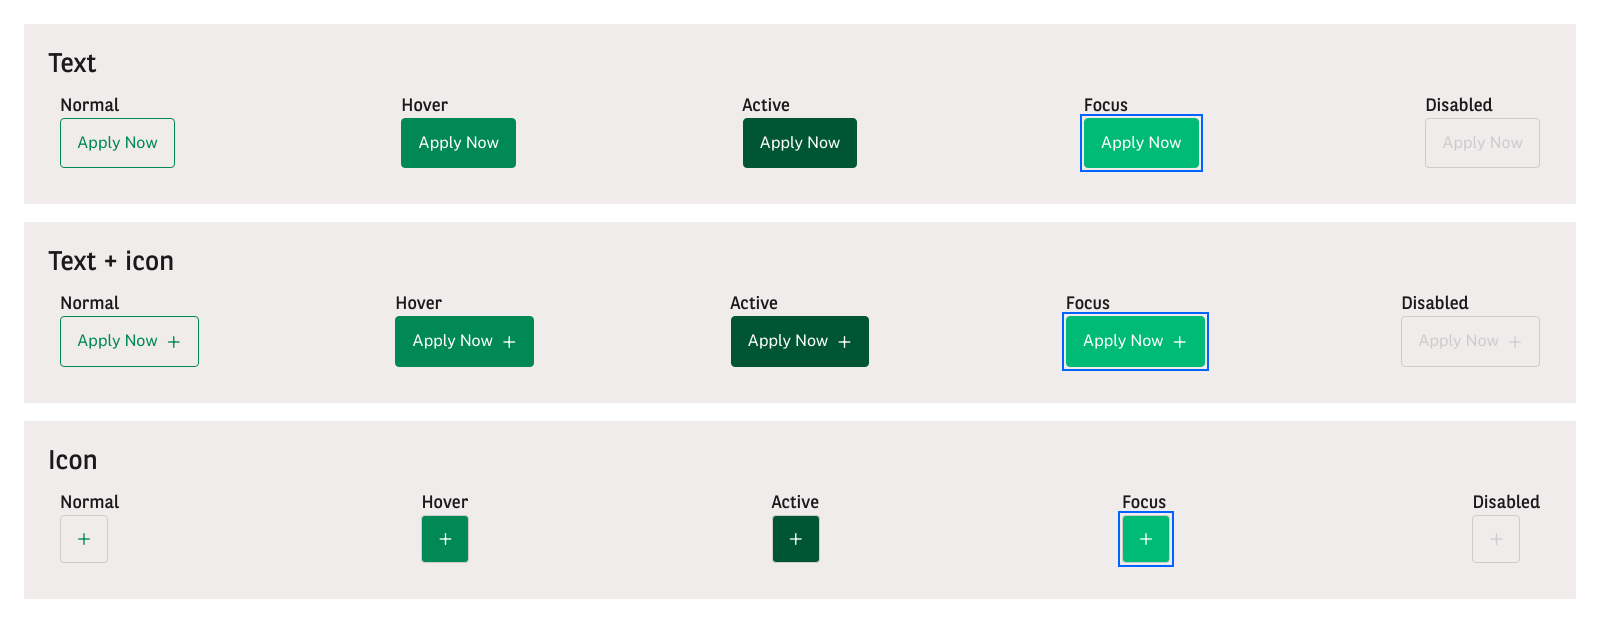 Text
Normal Hover Active Focus Disabled
Apply Now Apply Now Apply Now Apply Now Apply Now
Text + icon
Normal Hover Active Focus Disabled
Apply Now + Apply Now + Apply Now + Apply Now + Apply Now +
Icon
Normal Hover Active Focus Disabled
+ + + + +